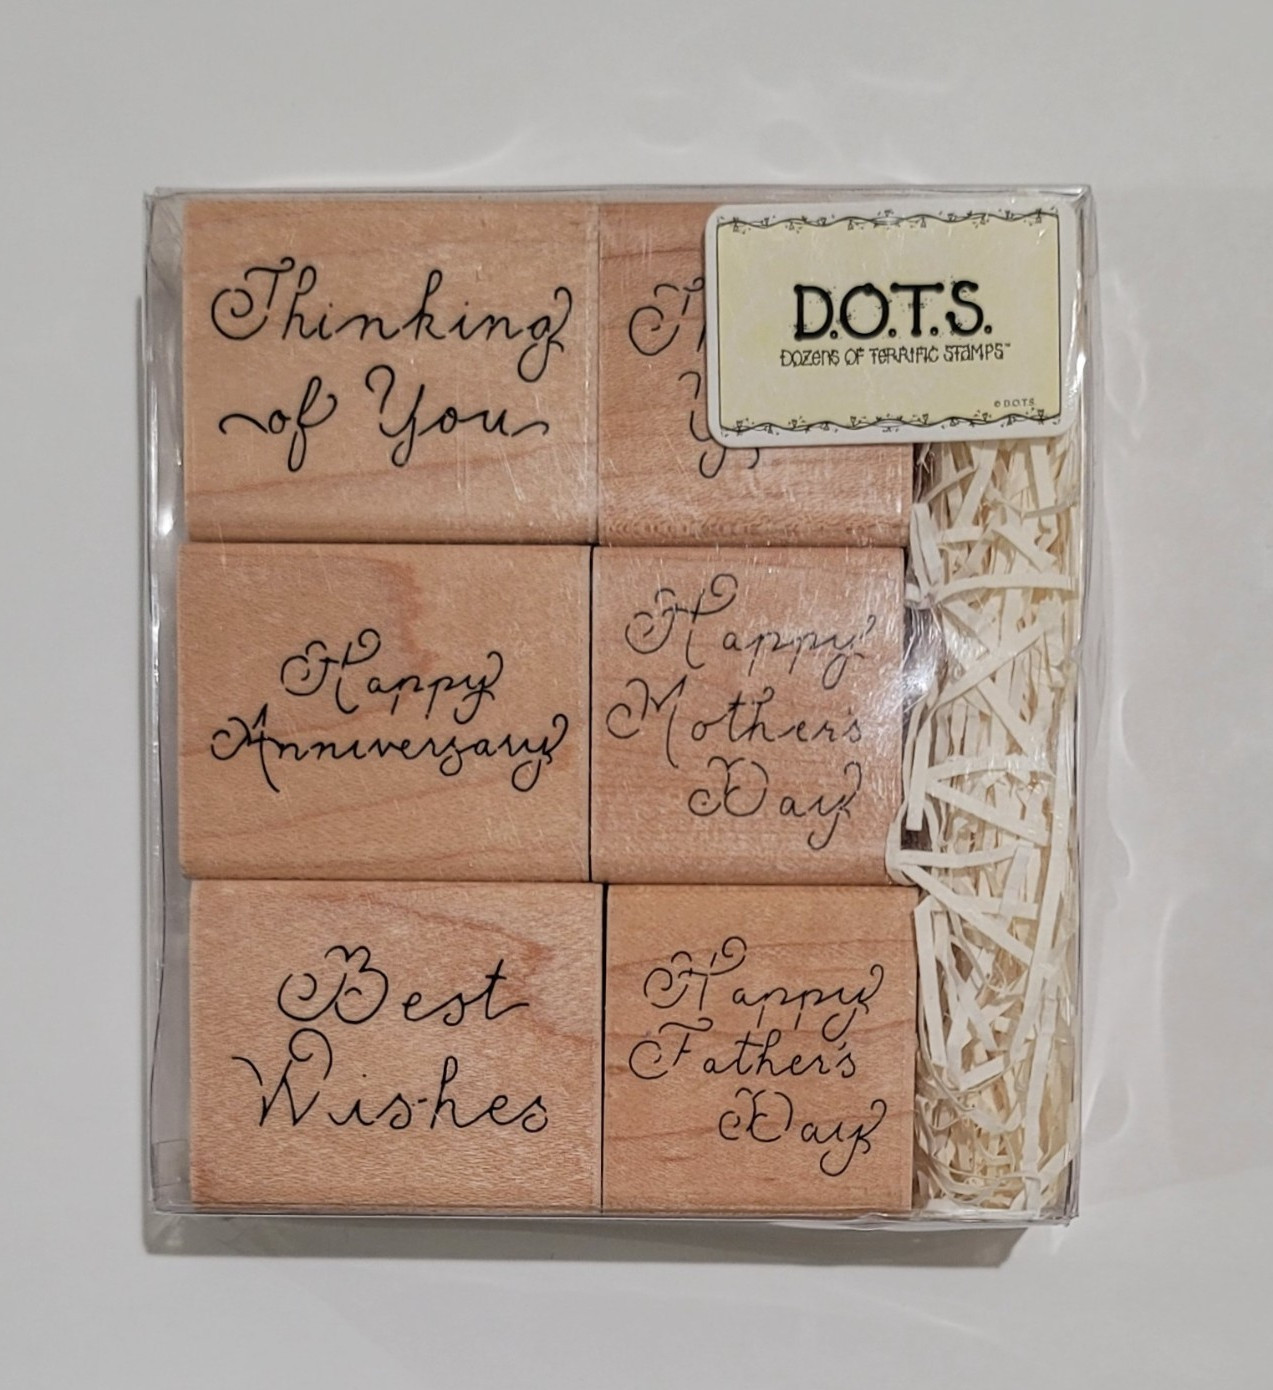 Thinking
of You
D.O.T.S.
DOZENS OF TERRIFIC STAMPS™
© D.O.T.S.
Happy
Anniversary
Happy
Mother's
Day
Best
Wishes
Happy
Father's
Day